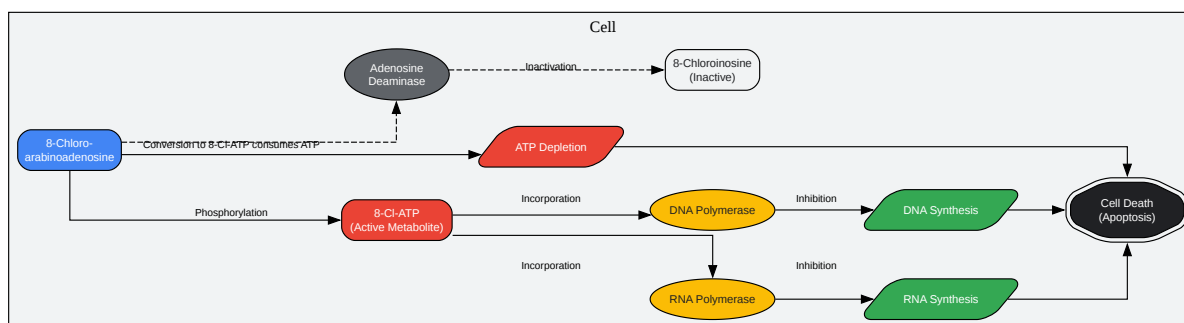 Cell
Adenosine
Deaminase
Inactivation
8-Chloroinosine
(Inactive)
8-Chloro-
arabinoadenosine
Conversion to 8-Cl-ATP consumes ATP
ATP Depletion
Phosphorylation
8-Cl-ATP
(Active Metabolite)
Incorporation
DNA Polymerase
Inhibition
DNA Synthesis
Cell Death
(Apoptosis)
Incorporation
RNA Polymerase
Inhibition
RNA Synthesis